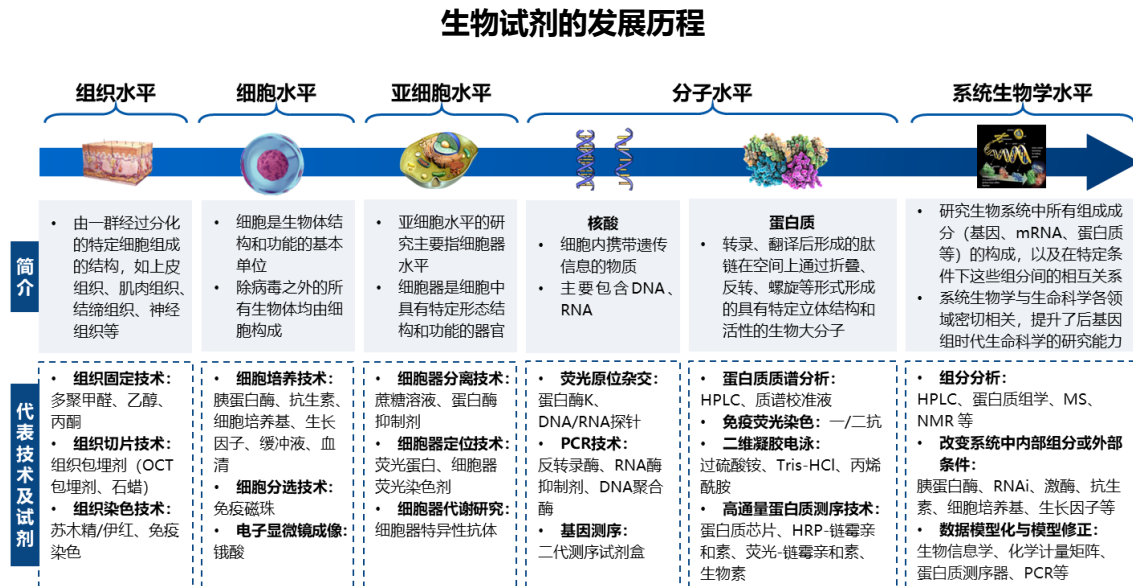 生物试剂的发展历程
组织水平
细胞水平
亚细胞水平
分子水平
系统生物学水平
简介
• 由一群经过分化
的特定细胞组成
的结构，如上皮
组织、肌肉组织、
结缔组织、神经
组织等
• 细胞是生物体结
构和功能的基本
单位
• 除病毒之外的所
有生物体均由细
胞构成
• 亚细胞水平的研
究主要指细胞器
水平
• 细胞器是细胞中
具有特定形态结
构和功能的器官
核酸
• 细胞内携带遗传
信息的物质
• 主要包含DNA、
RNA
蛋白质
• 转录、翻译后形成的肽
链在空间上通过折叠、
反转、螺旋等形式形成
的具有特定立体结构和
活性的生物大分子
• 研究生物系统中所有组成成
分（基因、mRNA、蛋白质
等）的构成，以及在特定条
件下这些组分间的相互关系
• 系统生物学与生命科学各领
域密切相关，提升了后基因
组时代生命科学的研究能力
代表技术及试剂
• 组织固定技术：
多聚甲醛、乙醇、
丙酮
• 组织切片技术：
组织包埋剂（OCT
包埋剂、石蜡）
• 组织染色技术：
苏木精/伊红、免疫
染色
• 细胞培养技术：
胰蛋白酶、抗生素、
细胞培养基、生长
因子、缓冲液、血
清
• 细胞分选技术：
免疫磁珠
• 电子显微镜成像：
锇酸
• 细胞器分离技术：
蔗糖溶液、蛋白酶
抑制剂
• 细胞器定位技术：
荧光蛋白、细胞器
荧光染色剂
• 细胞器代谢研究：
细胞器特异性抗体
• 荧光原位杂交：
蛋白酶K、
DNA/RNA探针
• PCR技术：
反转录酶、RNA酶
抑制剂、DNA聚合
酶
• 基因测序：
二代测序试剂盒
• 蛋白质质谱分析：
HPLC、质谱校准液
• 免疫荧光染色：一/二抗
• 二维凝胶电泳：
过硫酸铵、Tris-HCl、丙烯
酰胺
• 高通量蛋白质测序技术：
蛋白质芯片、HRP-链霉亲
和素、荧光-链霉亲和素、
生物素
• 组分分析：
HPLC、蛋白质组学、MS、
NMR 等
• 改变系统中内部组分或外部
条件：
胰蛋白酶、RNAi、激酶、抗生
素、细胞培养基、生长因子等
• 数据模型化与模型修正：
生物信息学、化学计量矩阵、
蛋白质测序器、PCR等